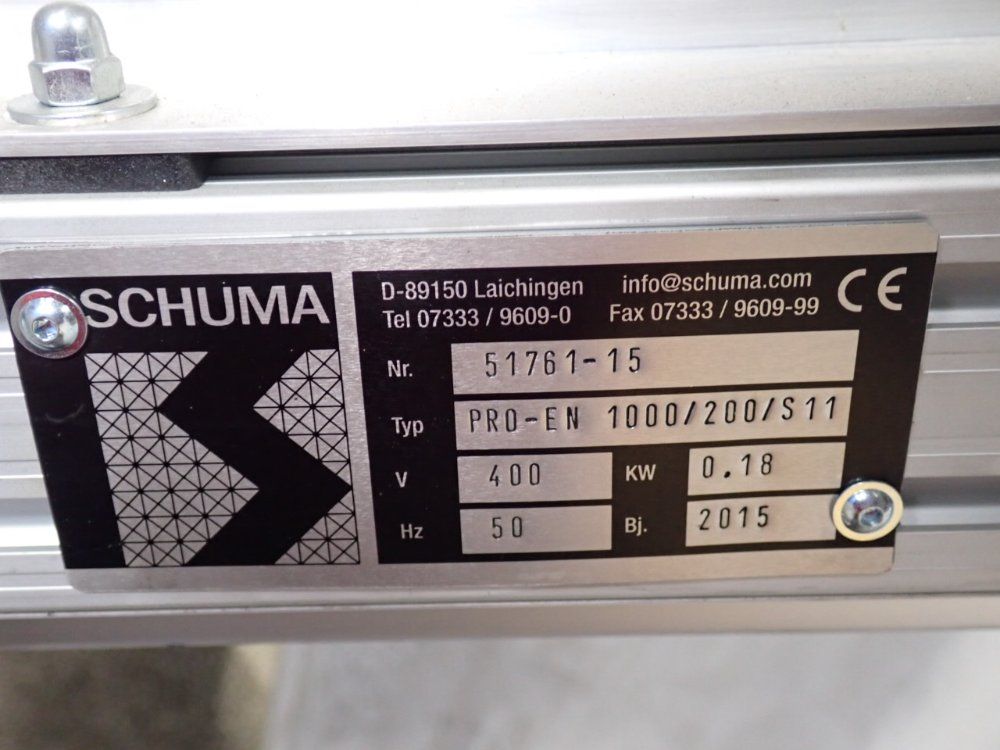 SCHUMA
D-89150 Laichingen info@schuma.com
Tel 07333 / 9609-0 Fax 07333 / 9609-99
CE
Nr. 51761-15
Typ PRO-EN 1000/200/S11
V 400 KW 0.18
Hz 50 Bj. 2015